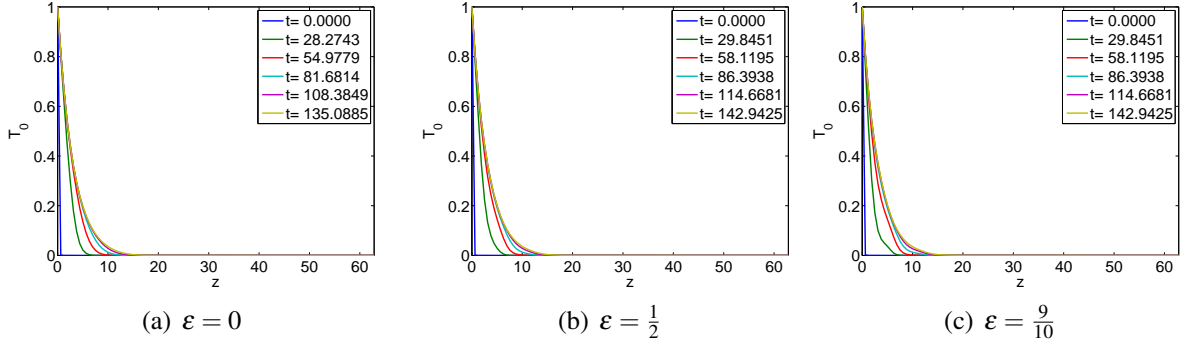 1
0.8
0.6
0.4
0.2
0
T₀
0 10 20 30 40 50 60
z
t= 0.0000
t= 28.2743
t= 54.9779
t= 81.6814
t= 108.3849
t= 135.0885
(a) ε = 0
1
0.8
0.6
0.4
0.2
0
T₀
0 10 20 30 40 50 60
z
t= 0.0000
t= 29.8451
t= 58.1195
t= 86.3938
t= 114.6681
t= 142.9425
(b) ε = 1/2
1
0.8
0.6
0.4
0.2
0
T₀
0 10 20 30 40 50 60
z
t= 0.0000
t= 29.8451
t= 58.1195
t= 86.3938
t= 114.6681
t= 142.9425
(c) ε = 9/10